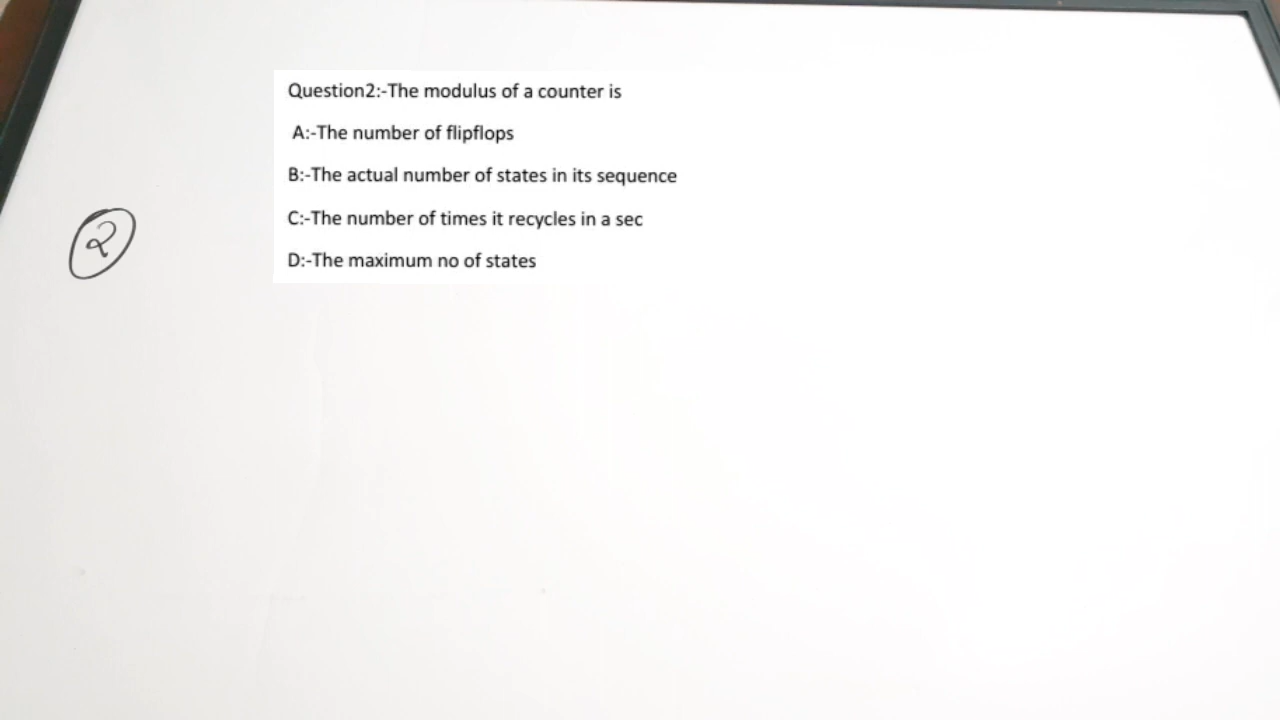 Question2:-The modulus of a counter is
A:-The number of flipflops
B:-The actual number of states in its sequence
C:-The number of times it recycles in a sec
D:-The maximum no of states
2